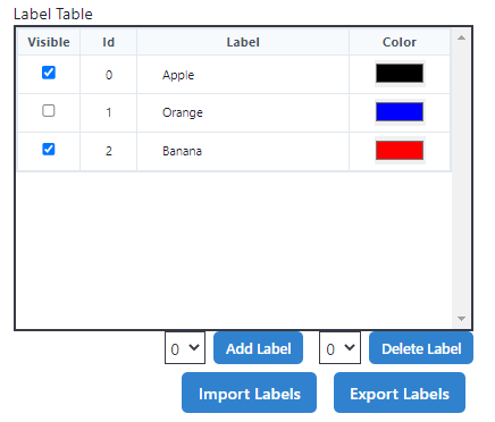 Label Table
Visible Id Label Color
0 Apple
1 Orange
2 Banana
0 Add Label 0 Delete Label
Import Labels Export Labels